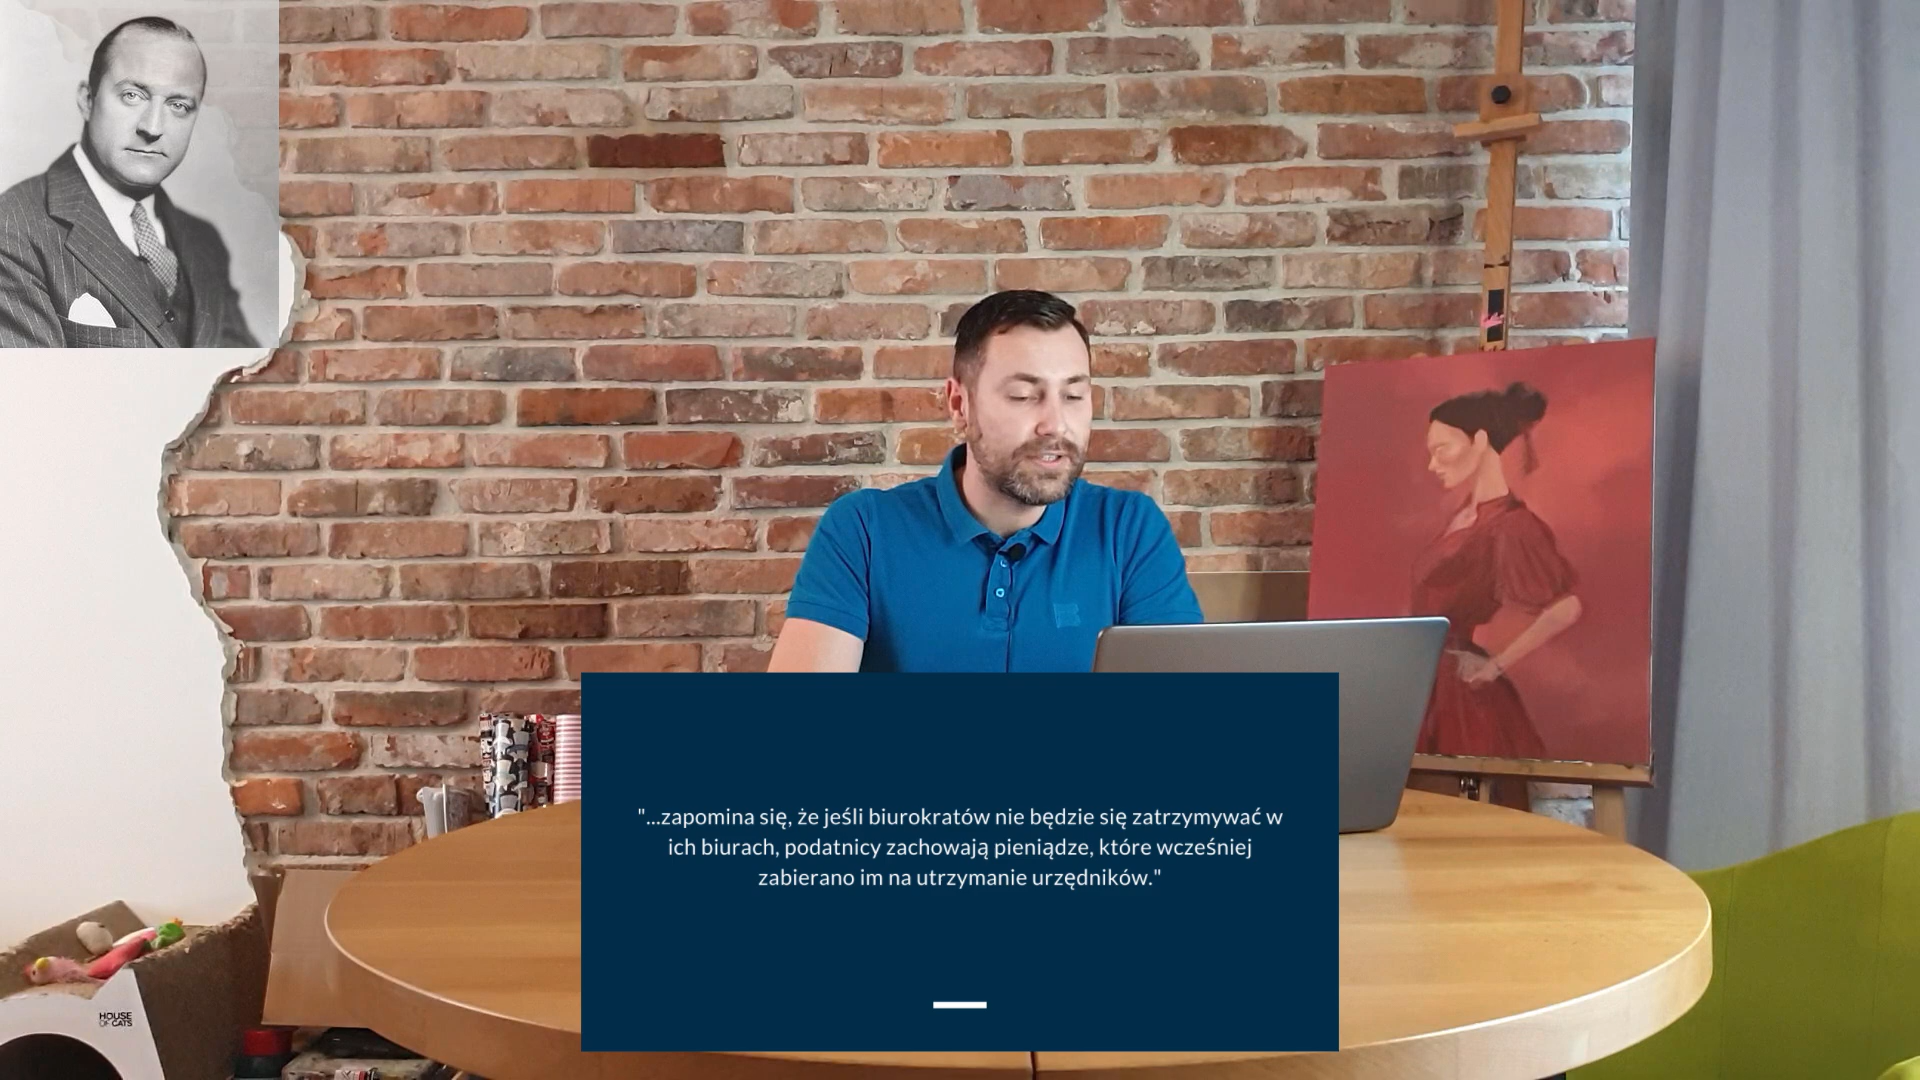 "...zapomina się, że jeśli biurokratów nie będzie się zatrzymywać w
ich biurach, podatnicy zachowają pieniądze, które wcześniej
zabierano im na utrzymanie urzędników."
HOUSE
OF CATS